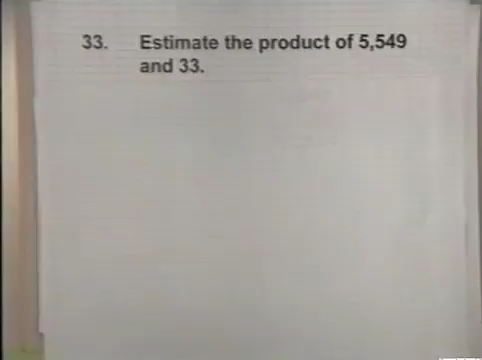 33. Estimate the product of 5,549
and 33.